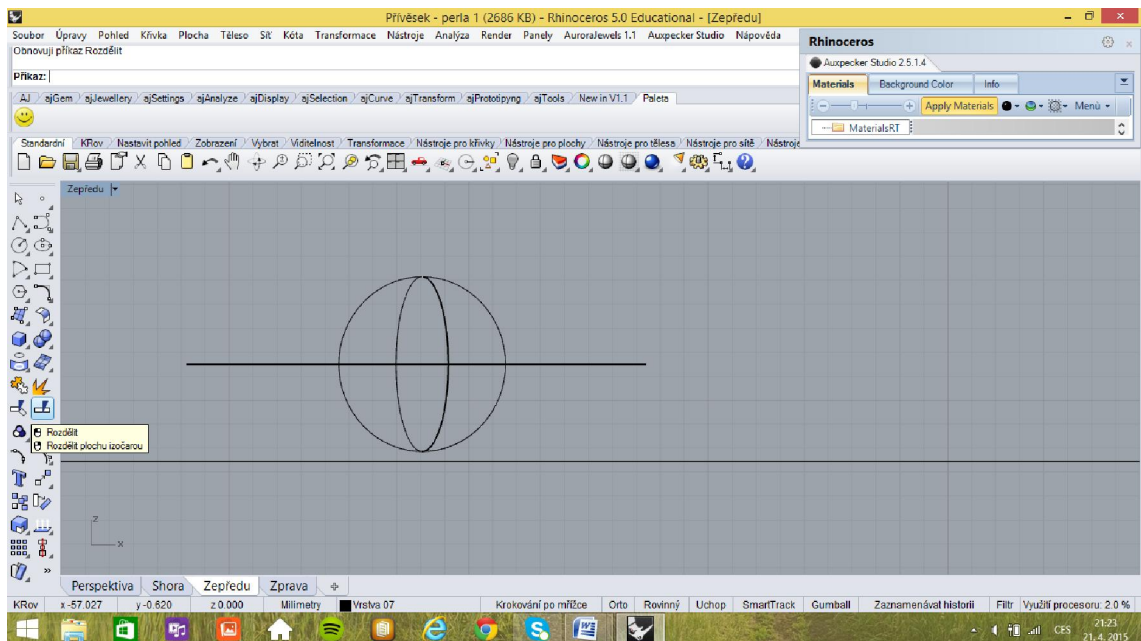 Přívěsek - perla 1 (2686 KB) - Rhinoceros 5.0 Educational - [Zepředu]
Soubor Úpravy Pohled Křivka Plocha Těleso Síť Kóta Transformace Nástroje Analýza Render Panely AuroraJewels 1.1 Auxpecker Studio Nápověda
Obnovuji příkaz Rozdělit
Příkaz:
AJ ajGem ajJewellery ajSettings ajAnalyze ajDisplay ajSelection ajCurve ajTransform ajPrototipyng ajTools New in V1.1 Paleta
Standardní KRov Nastavit pohled Zobrazení Vybrat Viditelnost Transformace Nástroje pro křivky Nástroje pro plochy Nástroje pro tělesa Nástroje pro sítě Nástroje
Rhinoceros
Auxpecker Studio 2.5.1.4
Materials Background Color Info
Apply Materials Menù
MaterialsRT
Zepředu
Rozdělit
Rozdělit plochu izočarou
z
x
Perspektiva Shora Zepředu Zprava
KRov x -57.027 y -0.620 z 0.000 Milimetry Vrstva 07 Krokování po mřížce Orto Rovinný Uchop SmartTrack Gumball Zaznamenávat historii Filtr Využití procesoru: 2.0 %
CES 21:23
21. 4. 2015